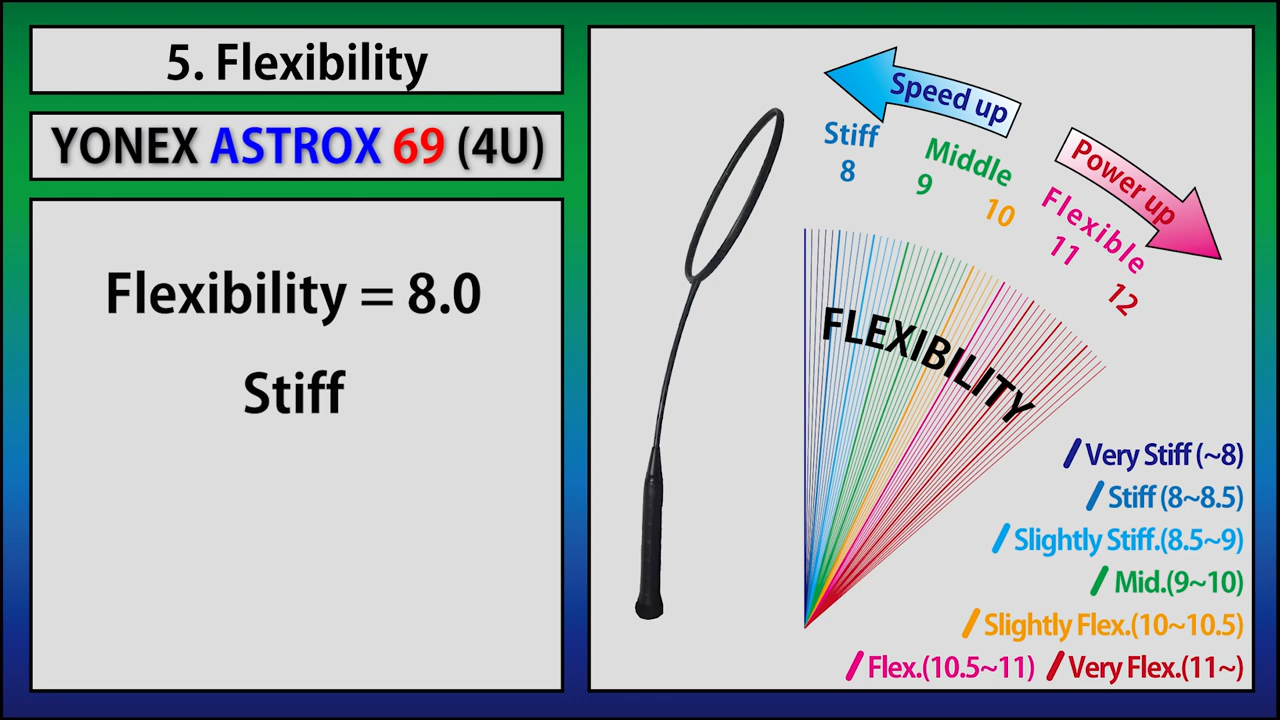 5. Flexibility
YONEX ASTROX 69 (4U)
Flexibility = 8.0
Stiff
Speed up
Power up
Stiff
8
Middle
9
10
Flexible
11
12
FLEXIBILITY
Very Stiff (~8)
Stiff (8~8.5)
Slightly Stiff.(8.5~9)
Mid.(9~10)
Slightly Flex.(10~10.5)
Flex.(10.5~11) Very Flex.(11~)